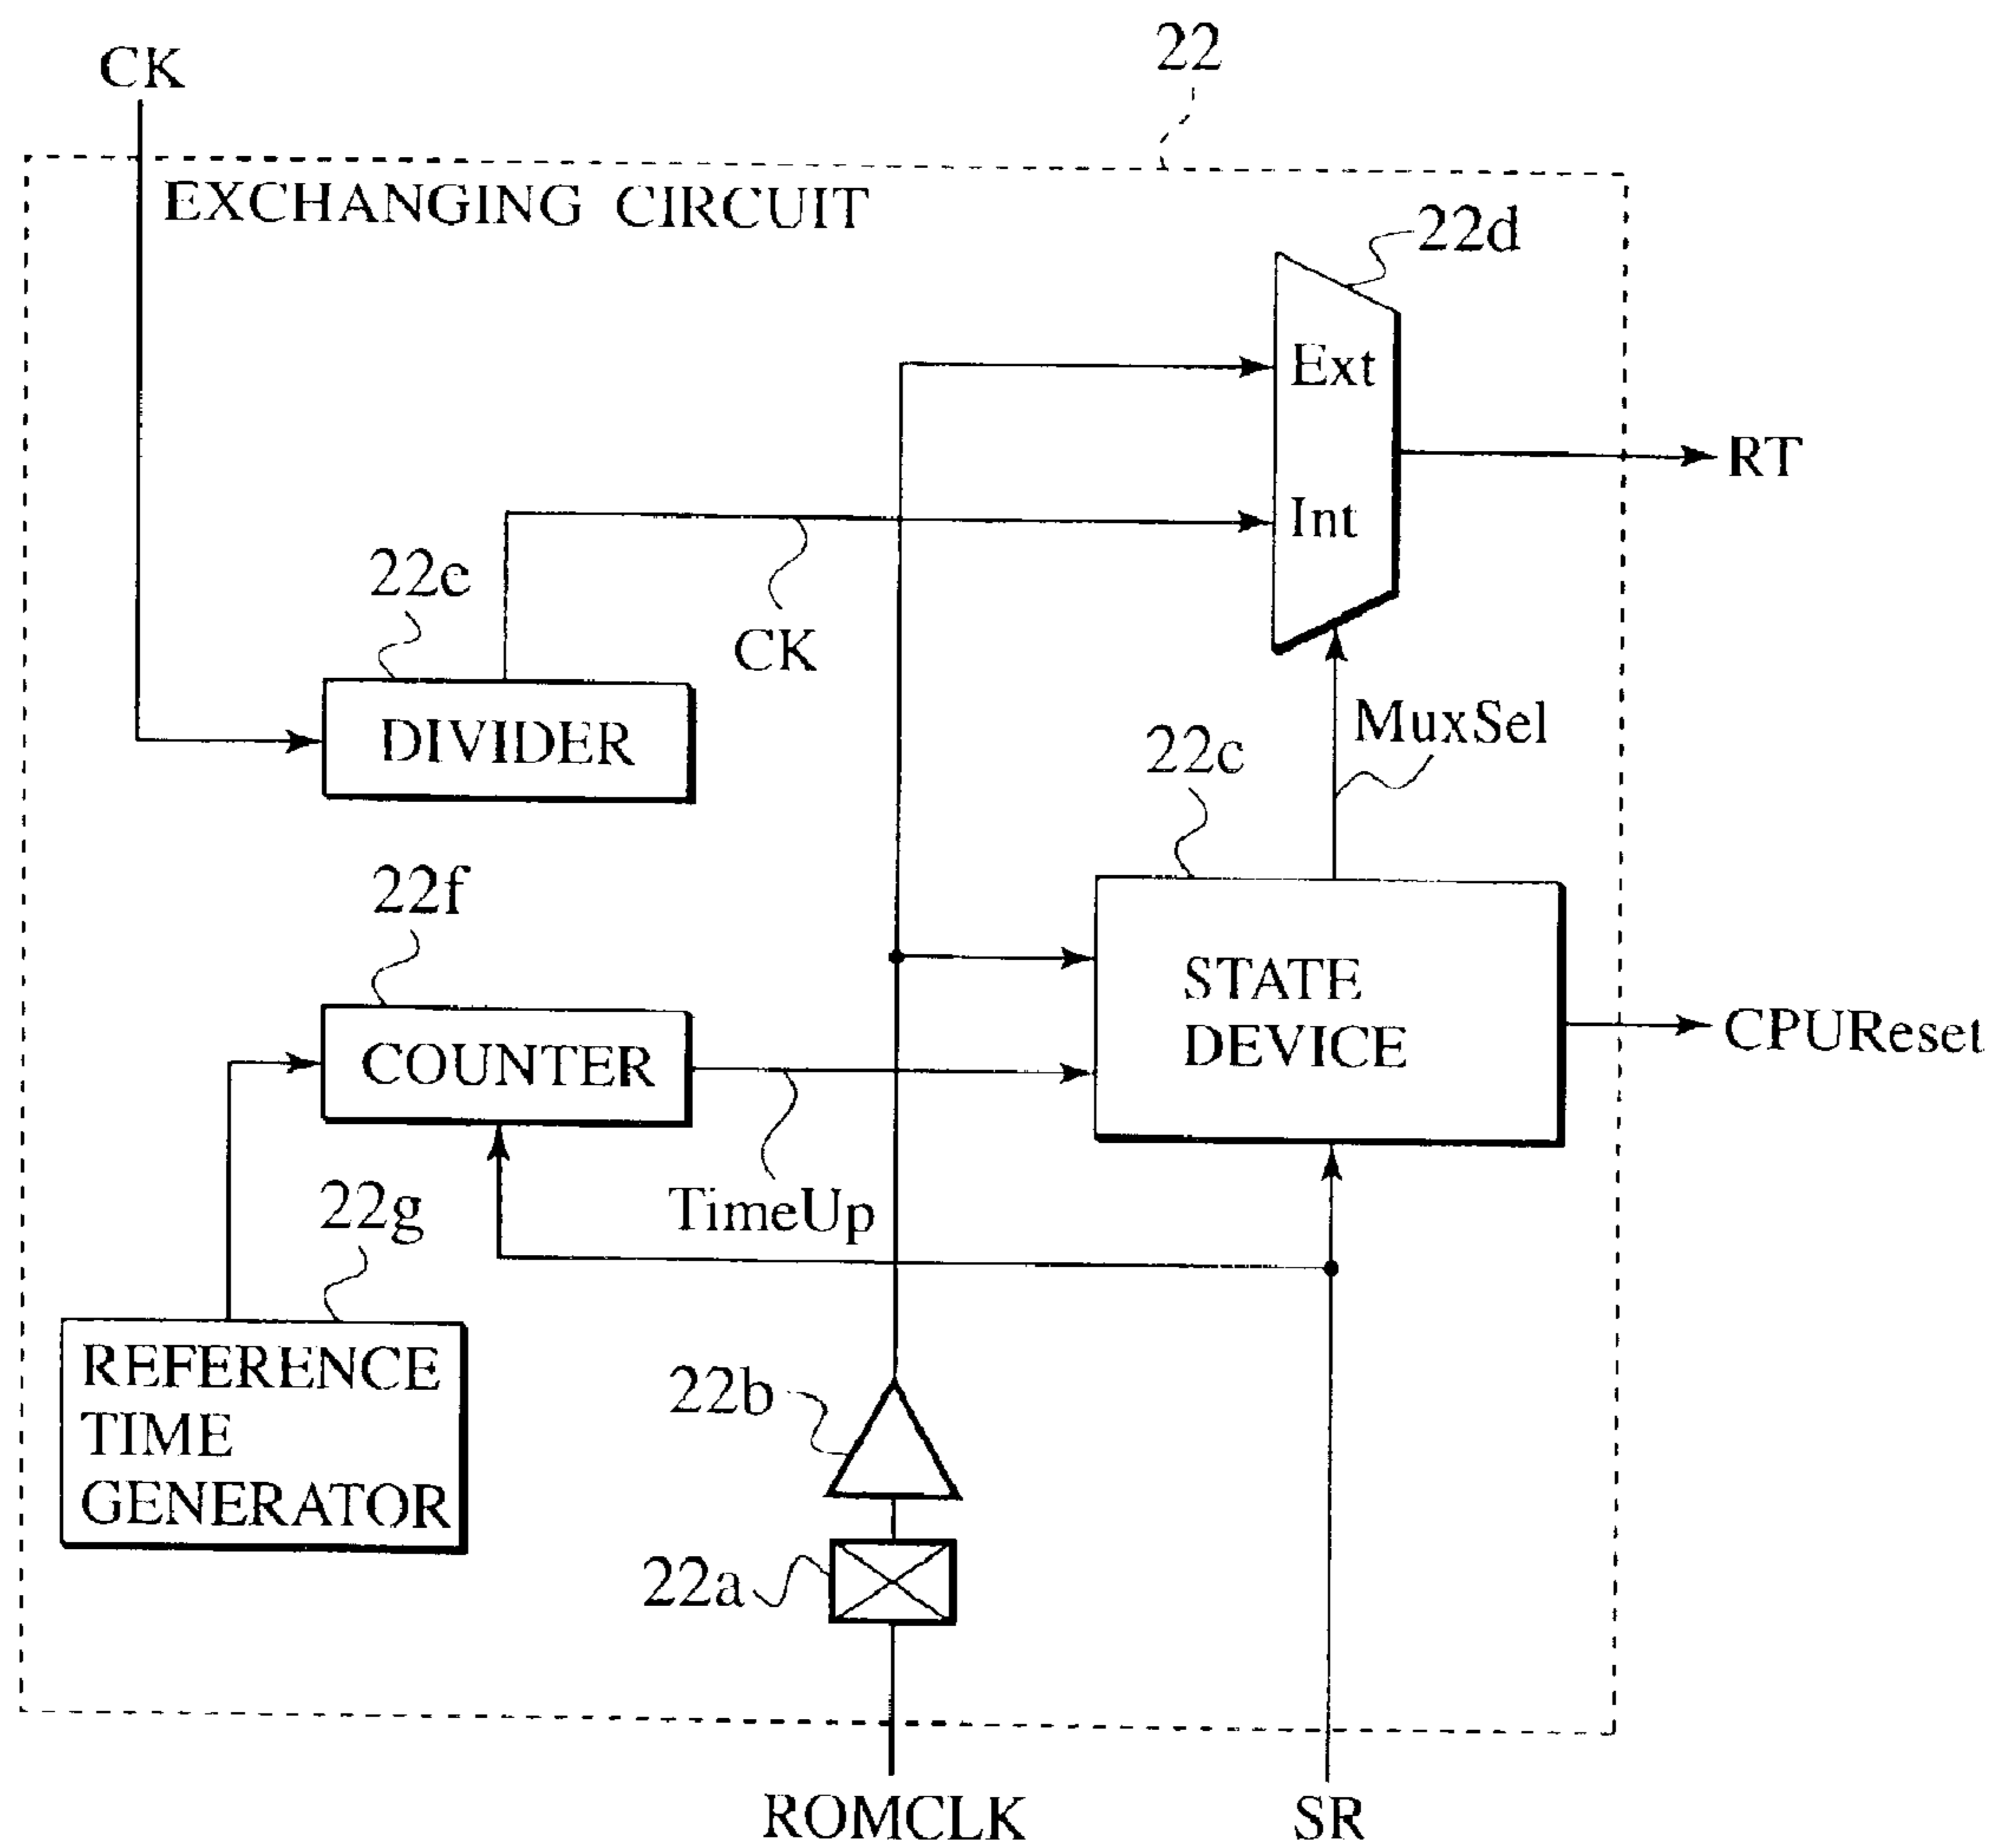 CK
22
EXCHANGING CIRCUIT
22d
Ext
RT
Int
22e
CK
DIVIDER
MuxSel
22c
22f
STATE
DEVICE
CPUReset
COUNTER
TimeUp
22g
REFERENCE
TIME
GENERATOR
22b
22a
ROMCLK
SR